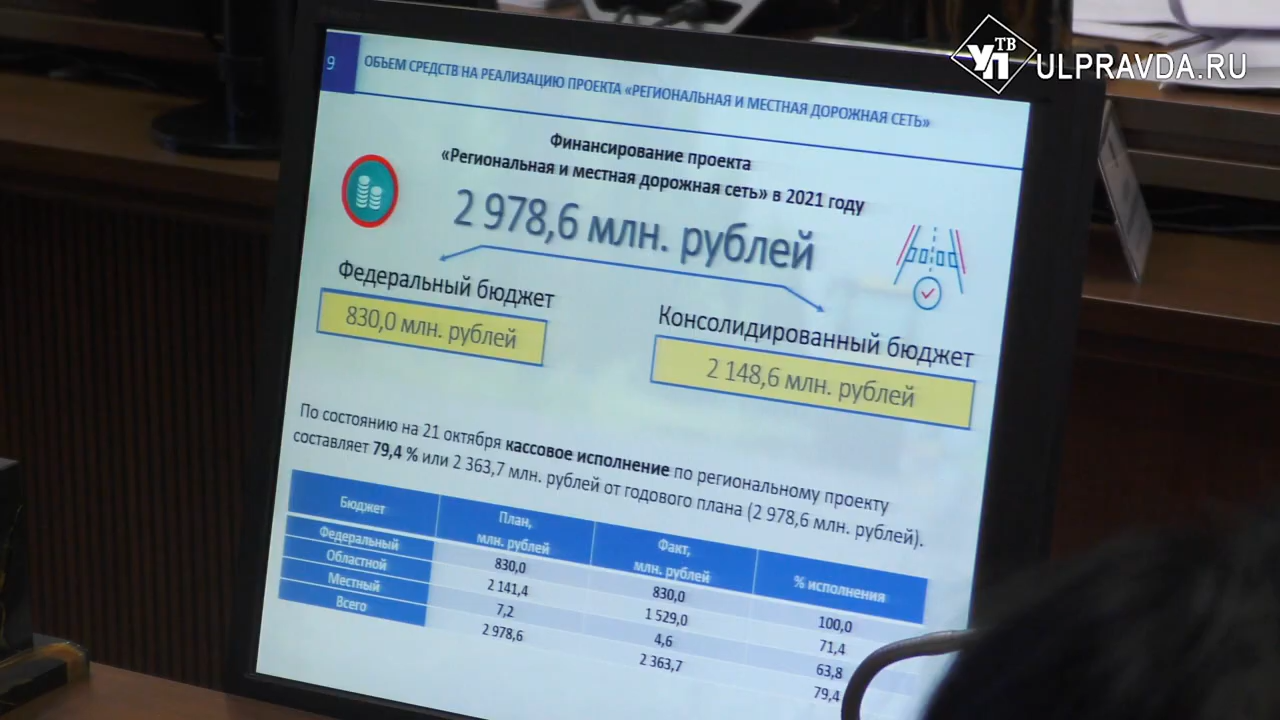 УП ТВ ULPRAVDA.RU
9
ОБЪЕМ СРЕДСТВ НА РЕАЛИЗАЦИЮ ПРОЕКТА «РЕГИОНАЛЬНАЯ И МЕСТНАЯ ДОРОЖНАЯ СЕТЬ»
Финансирование проекта
«Региональная и местная дорожная сеть» в 2021 году
2 978,6 млн. рублей
Федеральный бюджет
830,0 млн. рублей
Консолидированный бюджет
2 148,6 млн. рублей
По состоянию на 21 октября кассовое исполнение по региональному проекту
составляет 79,4 % или 2 363,7 млн. рублей от годового плана (2 978,6 млн. рублей).
Бюджет План, млн. рублей Факт, млн. рублей % исполнения
Федеральный 830,0 830,0 100,0
Областной 2 141,4 1 529,0 71,4
Местный 7,2 4,6 63,8
Всего 2 978,6 2 363,7 79,4